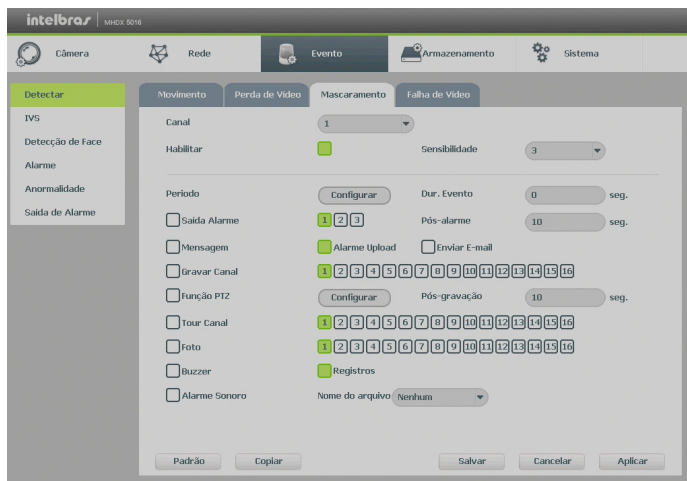 intelbras MHDX 5016
Câmera Rede Evento Armazenamento Sistema
Detectar
IVS
Detecção de Face
Alarme
Anormalidade
Saída de Alarme
Movimento Perda de Vídeo Mascaramento Falha de Vídeo
Canal 1
Habilitar Sensibilidade 3
Período Configurar Dur. Evento 0 seg.
Saída Alarme 1 2 3 Pós-alarme 10 seg.
Mensagem Alarme Upload Enviar E-mail
Gravar Canal 1 2 3 4 5 6 7 8 9 10 11 12 13 14 15 16
Função PTZ Configurar Pós-gravação 10 seg.
Tour Canal 1 2 3 4 5 6 7 8 9 10 11 12 13 14 15 16
Foto 1 2 3 4 5 6 7 8 9 10 11 12 13 14 15 16
Buzzer Registros
Alarme Sonoro Nome do arquivo Nenhum
Padrão Copiar Salvar Cancelar Aplicar